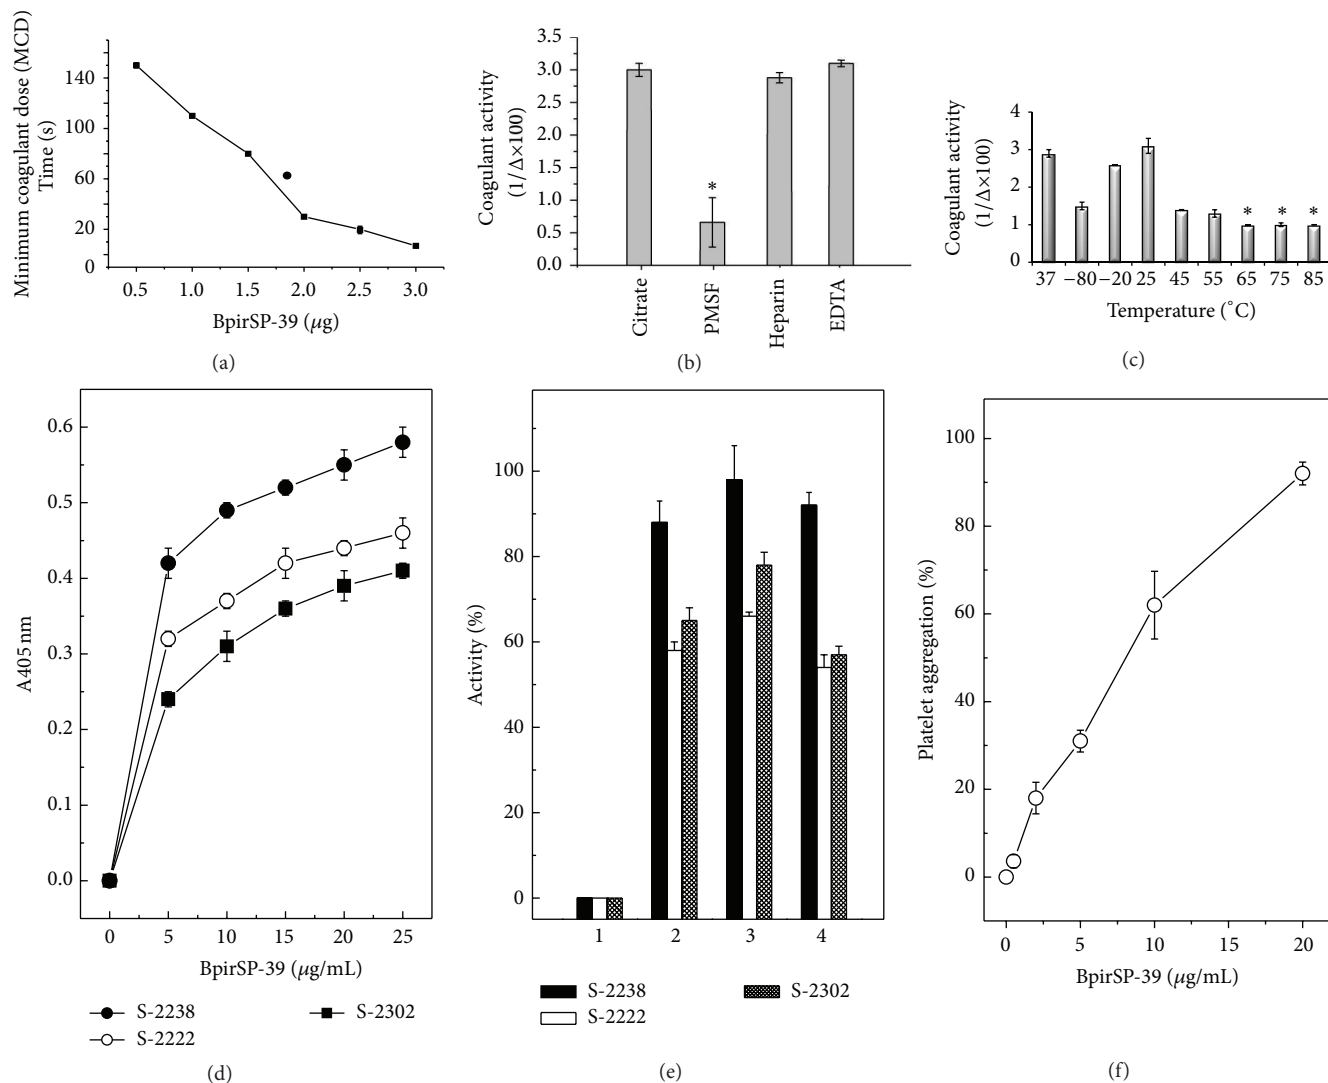 Minimum coagulant dose (MCD)
Time (s)
140
100
60
20
0
0.5 1.0 1.5 2.0 2.5 3.0
BpirSP-39 (μg)
(a)
Coagulant activity
(1/Δ×100)
3.5
3.0
2.5
2.0
1.5
1.0
0.5
0.0
*
Citrate
PMSF
Heparin
EDTA
(b)
Coagulant activity
(1/Δ×100)
4
3
2
1
0
* * *
37 −80 −20 25 45 55 65 75 85
Temperature (°C)
(c)
A405 nm
0.6
0.5
0.4
0.3
0.2
0.1
0.0
0 5 10 15 20 25
BpirSP-39 (μg/mL)
S-2238
S-2222
S-2302
(d)
Activity (%)
100
80
60
40
20
0
1 2 3 4
S-2238
S-2222
S-2302
(e)
Platelet aggregation (%)
100
80
60
40
20
0
0 5 10 15 20
BpirSP-39 (μg/mL)
(f)